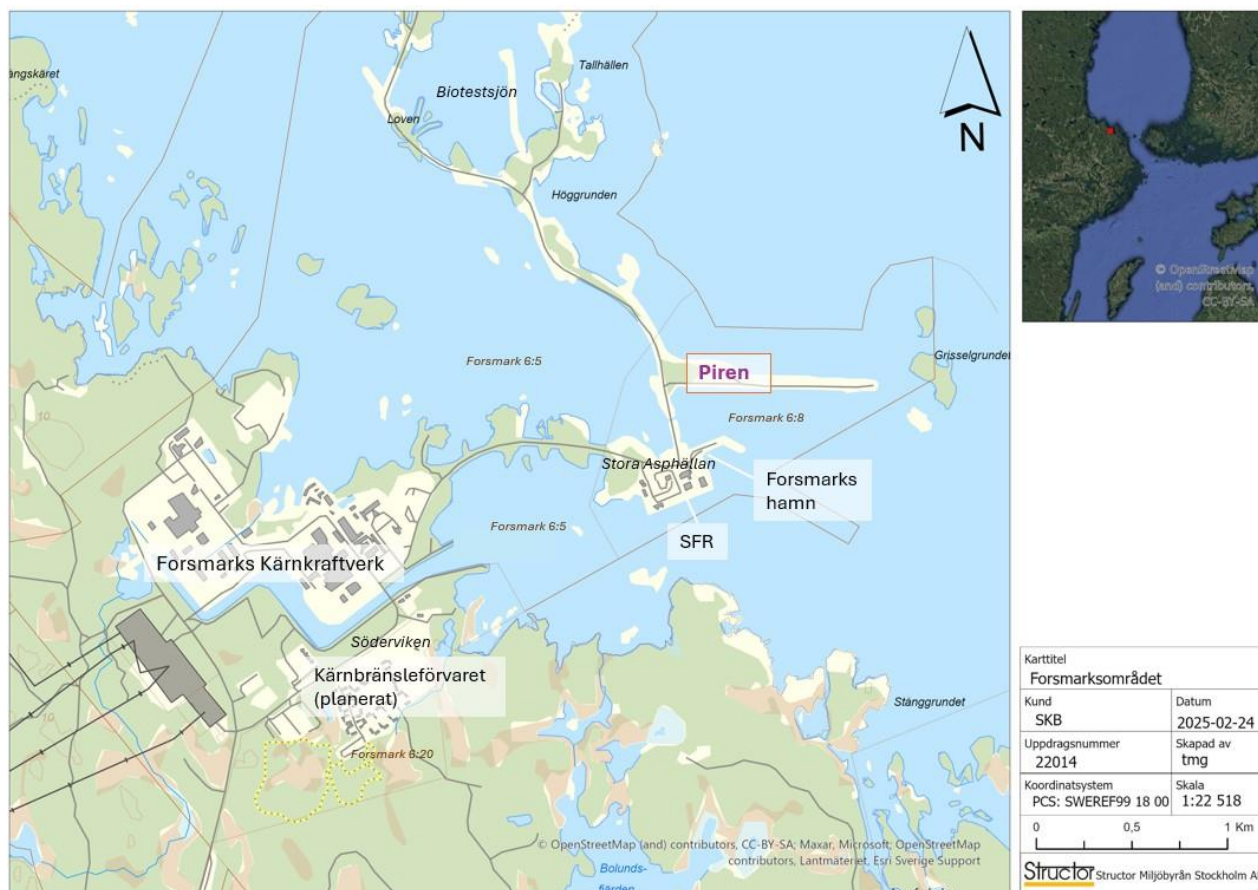 ångskäret
Tallhällen
Biotestsjön
Loven
Höggrunden
N
Forsmark 6:5
Piren
Grisselgrundet
Forsmark 6:8
Stora Asphällan
Forsmarks
hamn
Forsmark 6:5
SFR
Forsmarks Kärnkraftverk
10
Söderviken
Kärnbränsleförvaret
(planerat)
Stånggrundet
10
Forsmark 6:20
© OpenStreetMap (and) contributors, CC-BY-SA; Maxar, Microsoft; OpenStreetMap
contributors, Lantmäteriet, Esri Sverige Support
Bolunds-
fjärden
© OpenStreetMap
(and) contributors,
CC-BY-SA
Karttitel
Forsmarksområdet
Kund
SKB
Datum
2025-02-24
Uppdragsnummer
22014
Skapad av
tmg
Koordinatsystem
PCS: SWEREF99 18 00
Skala
1:22 518
0 0,5 1 Km
Structor Structor Miljöbyrån Stockholm A